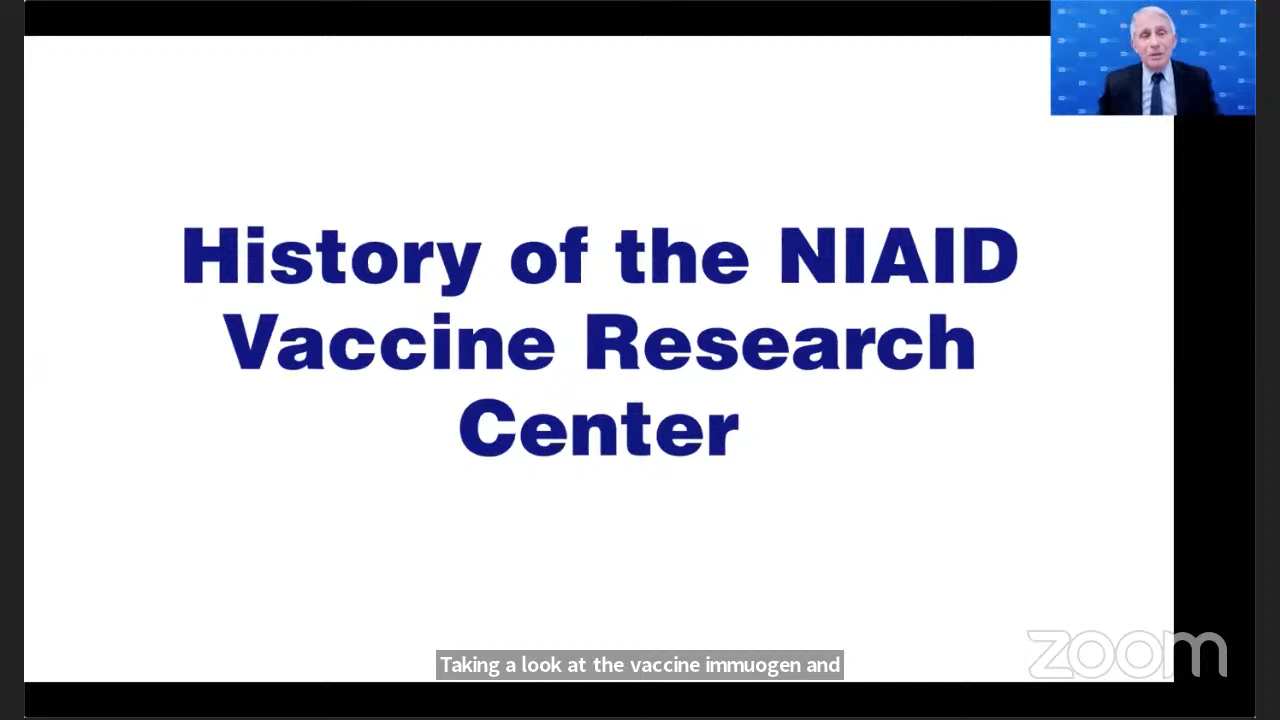 History of the NIAID
Vaccine Research
Center
Taking a look at the vaccine immuogen and
zoom